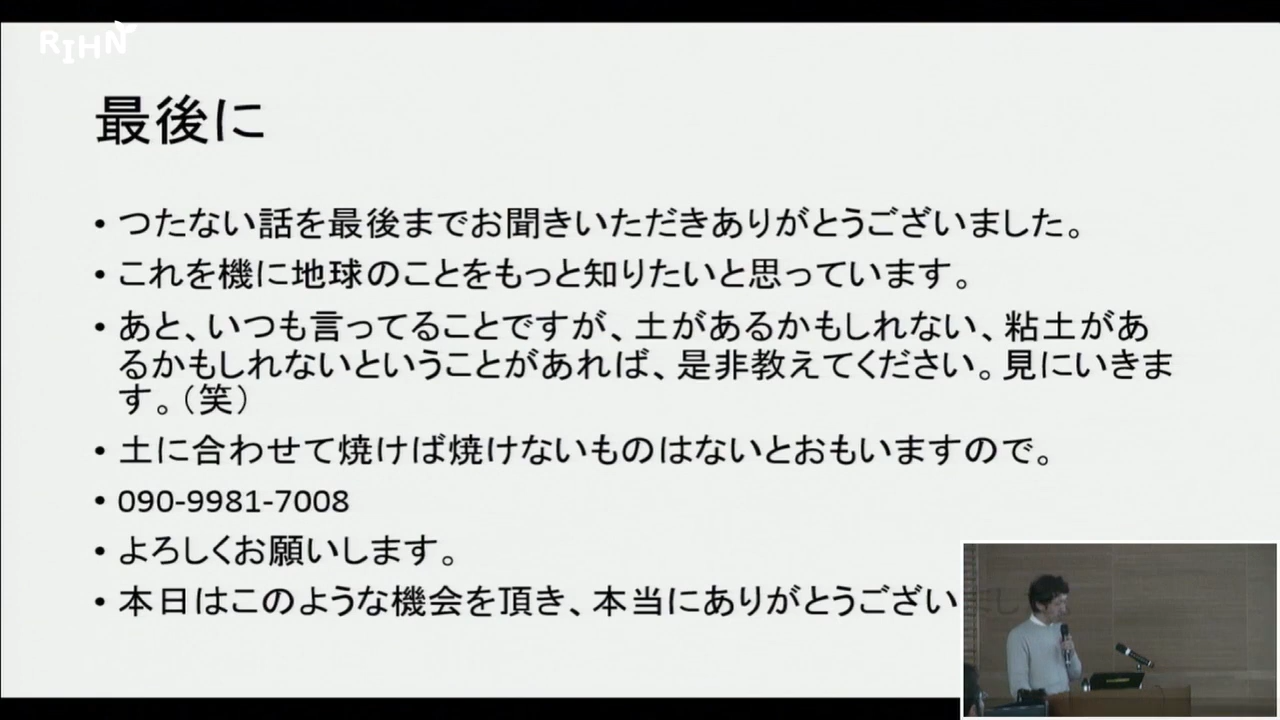 RIHN
最後に
• つたない話を最後までお聞きいただきありがとうございました。
• これを機に地球のことをもっと知りたいと思っています。
• あと、いつも言ってることですが、土があるかもしれない、粘土があ
るかもしれないということがあれば、是非教えてください。見にいきま
す。（笑）
• 土に合わせて焼けば焼けないものはないとおもいますので。
• 090-9981-7008
• よろしくお願いします。
• 本日はこのような機会を頂き、本当にありがとうござい